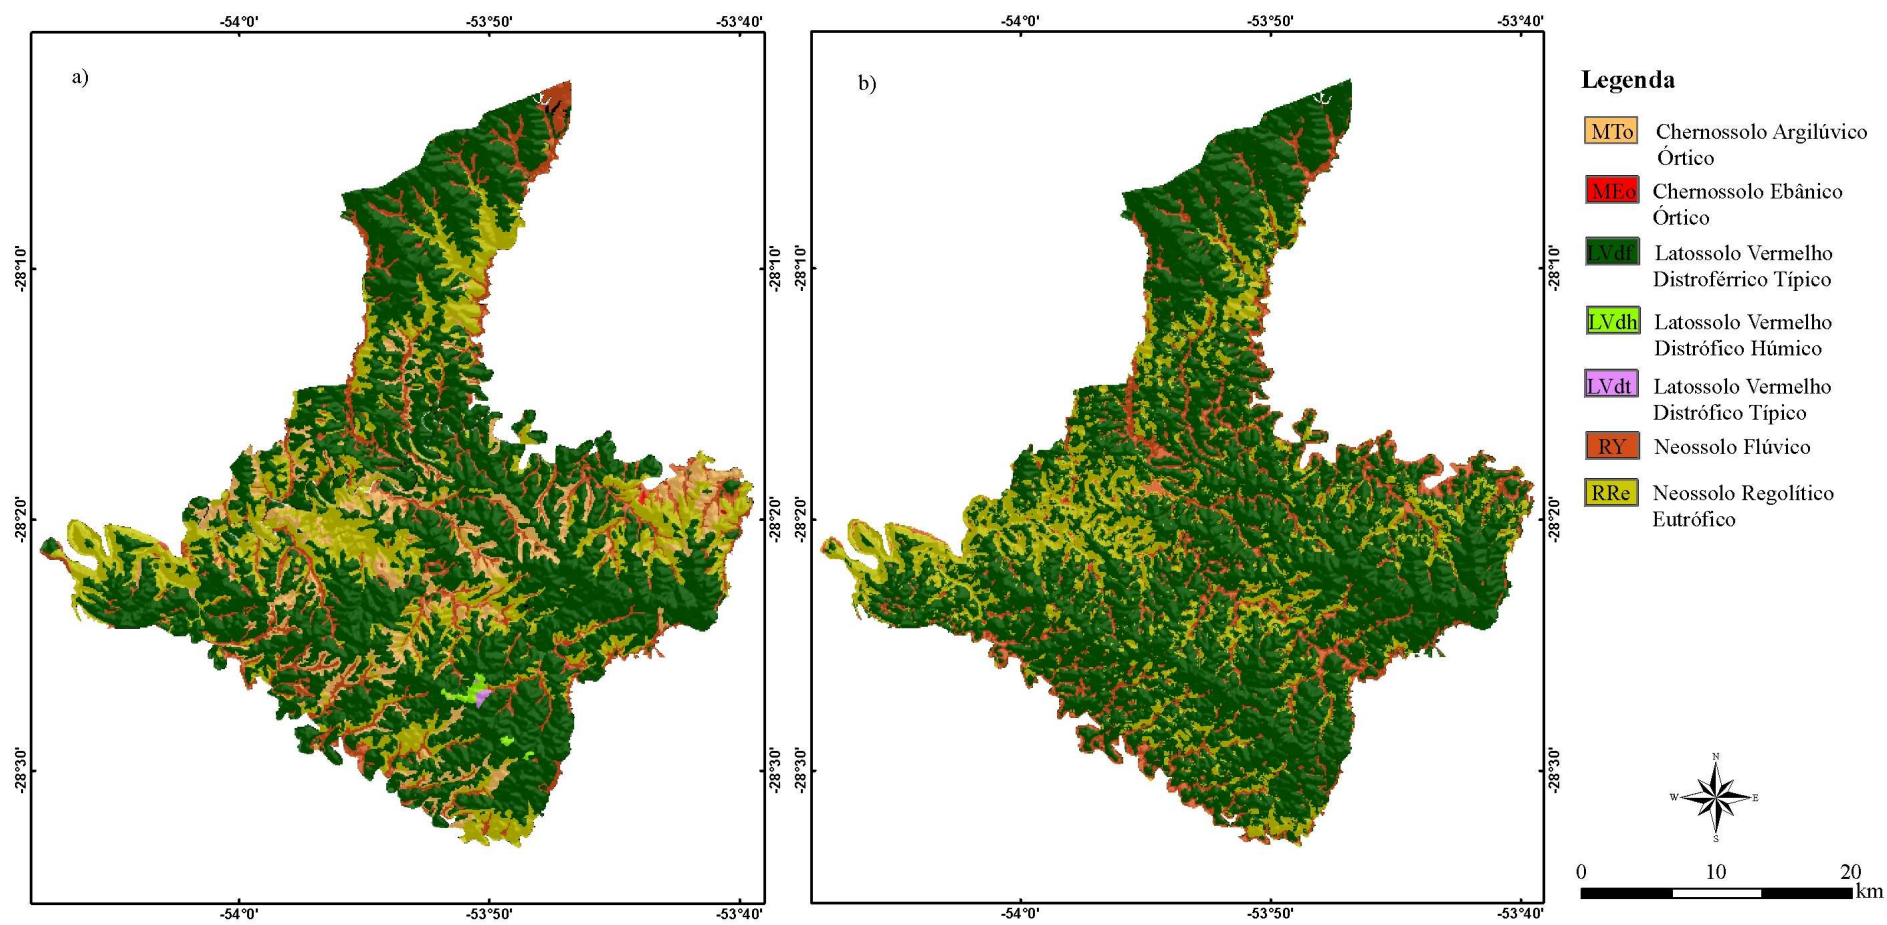 -54°0'
-53°50'
-53°40'
-54°0'
-53°50'
-53°40'
a)
b)
-28°10'
-28°10'
-28°10'
-28°20'
-28°20'
-28°20'
-28°30'
-28°30'
-28°30'
-54°0'
-53°50'
-53°40'
-54°0'
-53°50'
-53°40'
Legenda
MTo Chernossolo Argilúvico
Órtico
MEo Chernossolo Ebânico
Órtico
LVdf Latossolo Vermelho
Distroférrico Típico
LVdh Latossolo Vermelho
Distrófico Húmico
LVdt Latossolo Vermelho
Distrófico Típico
RY Neossolo Flúvico
RRe Neossolo Regolítico
Eutrófico
N
W E
S
0 10 20
km